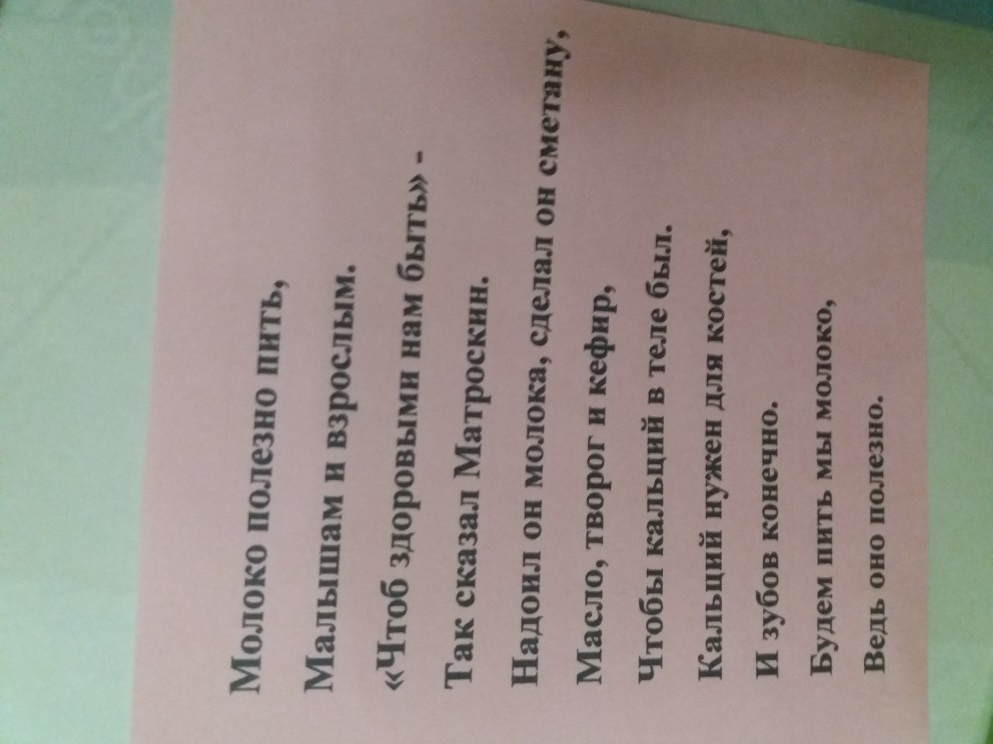 Молоко полезно пить,
Малышам и взрослым.
«Чтоб здоровыми нам быть» -
Так сказал Матроскин.
Надоил он молока, сделал он сметану,
Масло, творог и кефир,
Чтобы кальций в теле был.
Кальций нужен для костей,
И зубов конечно.
Будем пить мы молоко,
Ведь оно полезно.